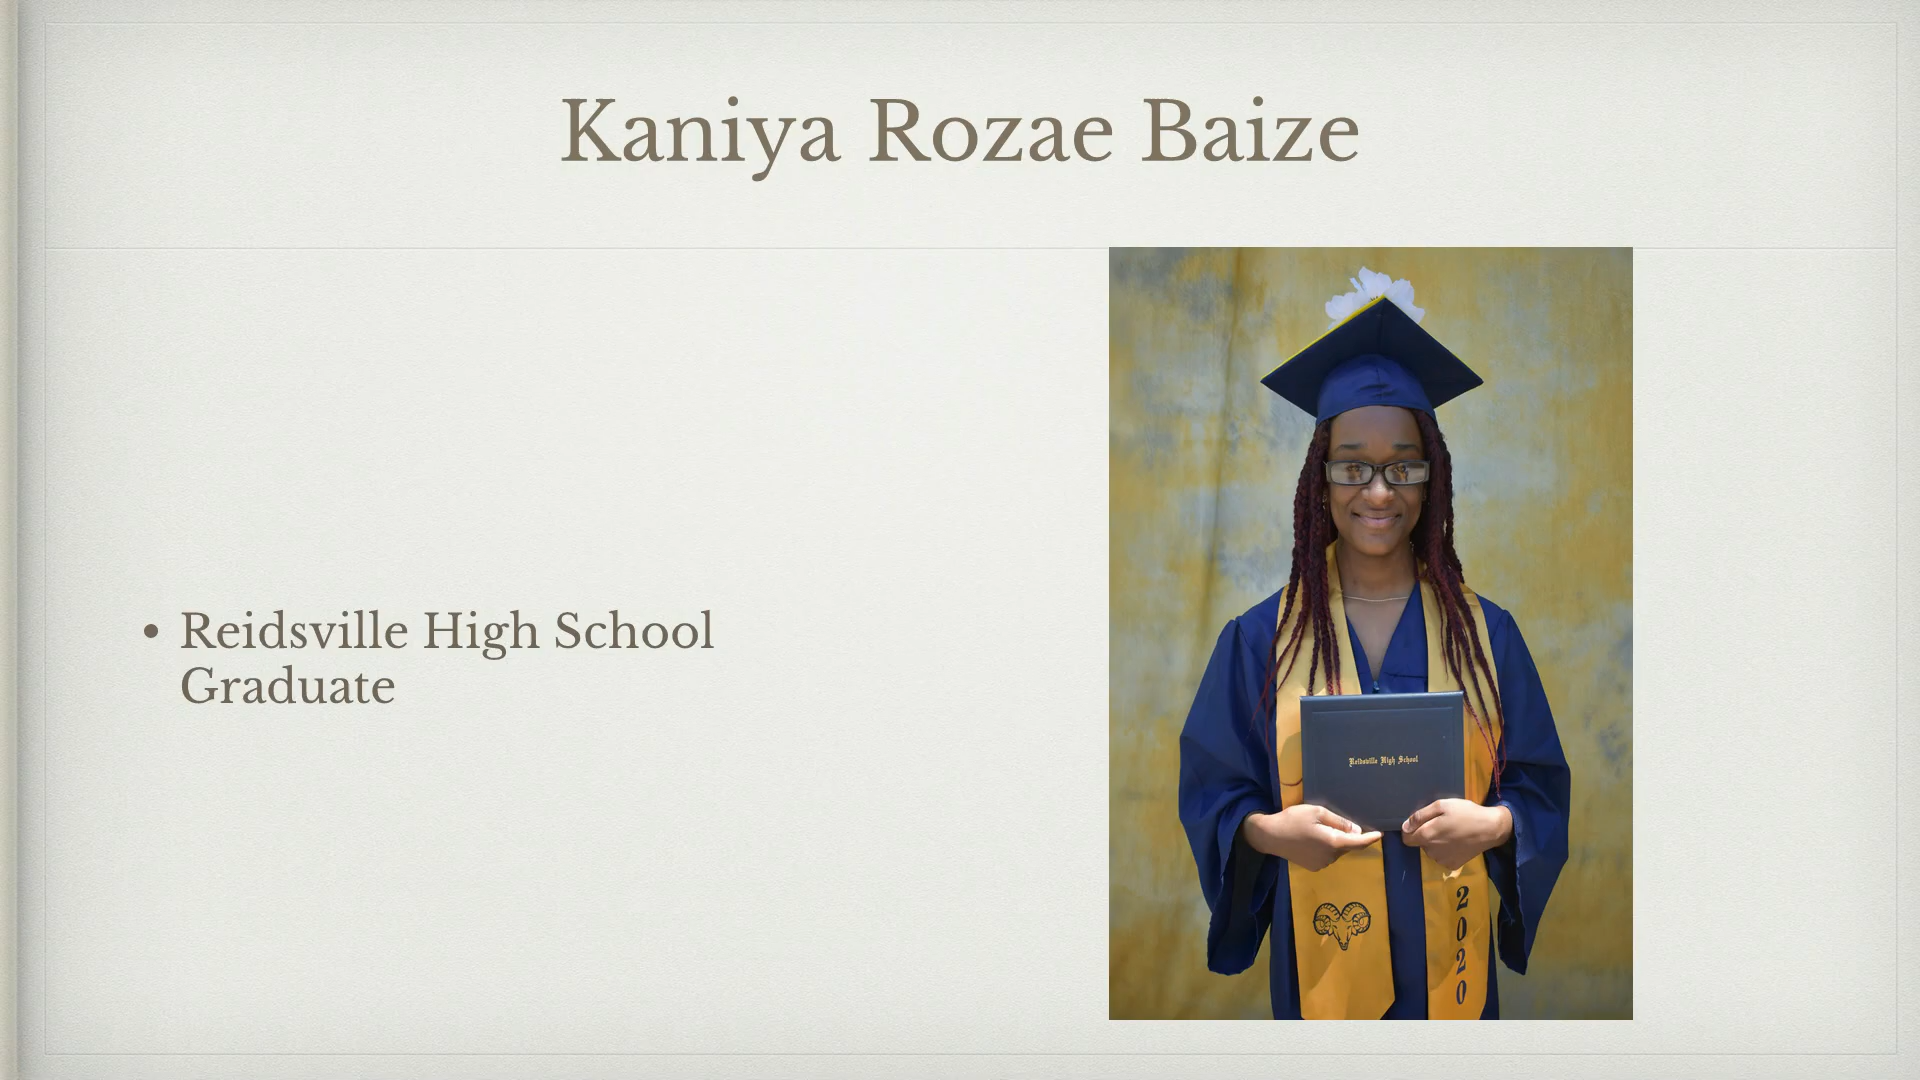 Kaniya Rozae Baize
• Reidsville High School
Graduate
Reidsville High School
2020